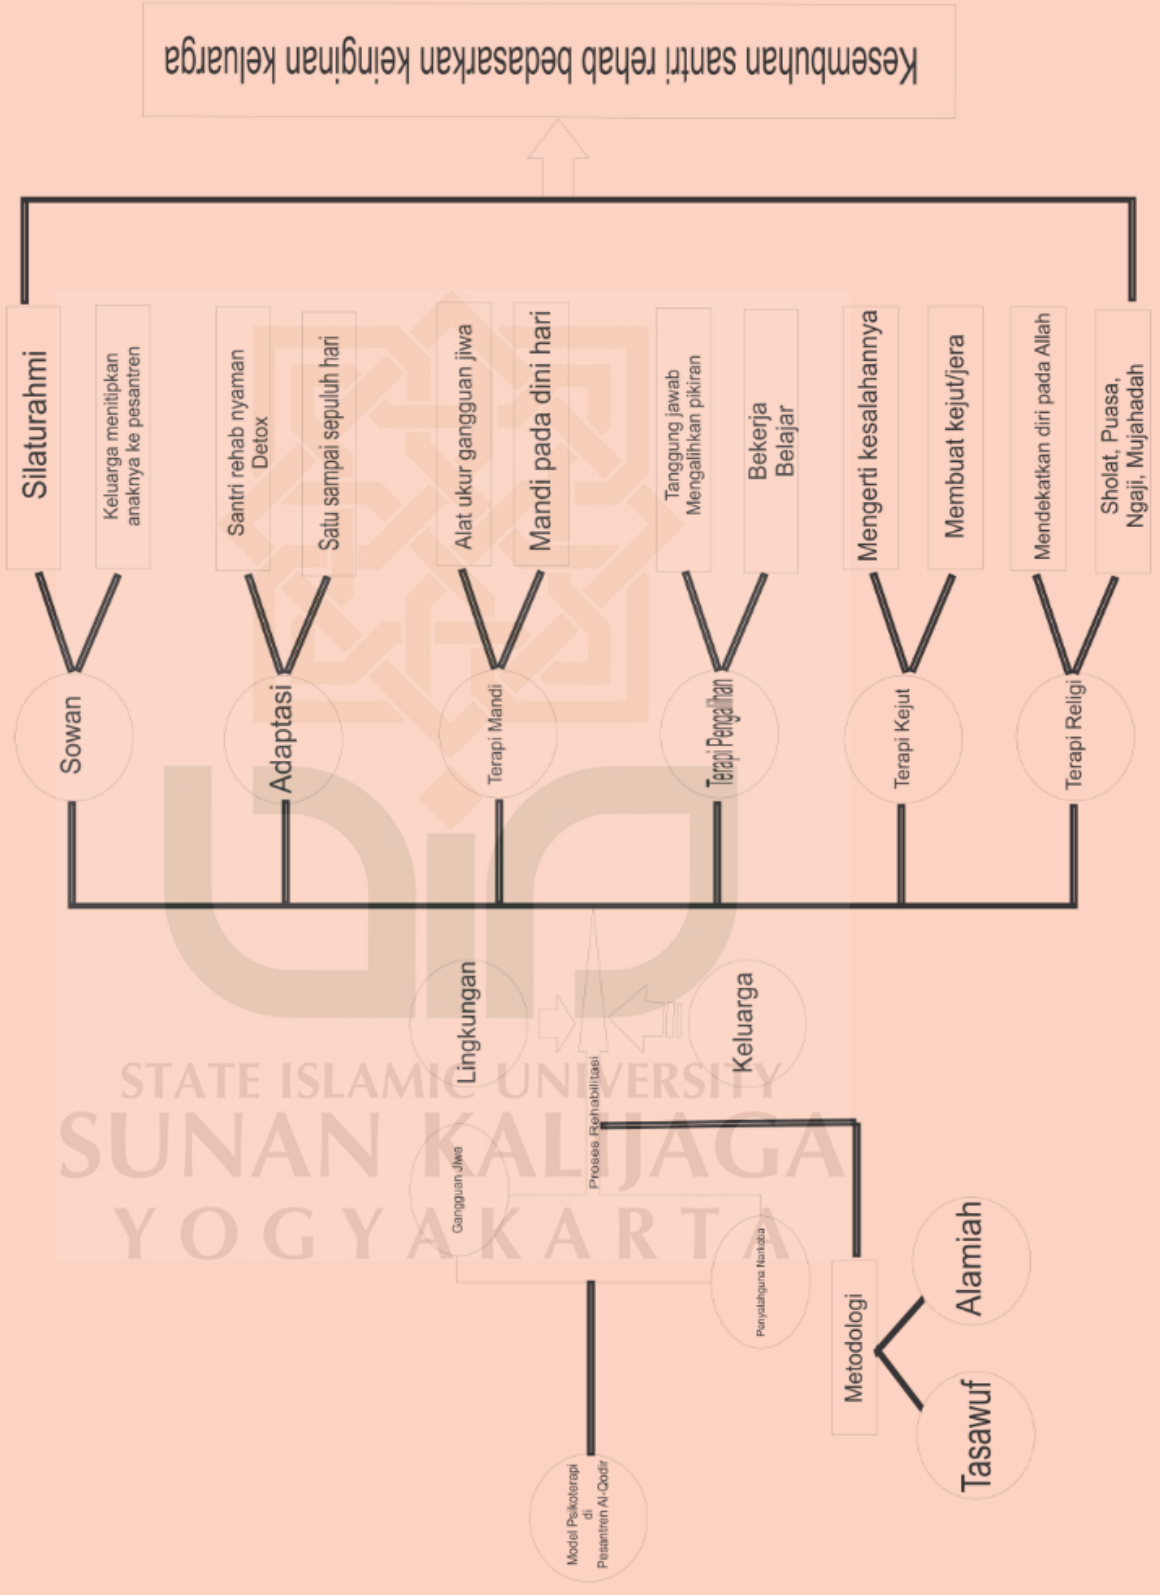 Model Psikoterapi
di
Pesantren Al-Qodir
Gangguan Jiwa
Penyalahguna Narkoba
Proses Rehabilitasi
Metodologi
Tasawuf
Alamiah
Lingkungan
Keluarga
Sowan
Silaturahmi
Keluarga menitipkan
anaknya ke pesantren
Adaptasi
Santri rehab nyaman
Detox
Satu sampai sepuluh hari
Terapi Mandi
Alat ukur gangguan jiwa
Mandi pada dini hari
Terapi Pengalihan
Tanggung jawab
Mengalihkan pikiran
Bekerja
Belajar
Terapi Kejut
Mengerti kesalahannya
Membuat kejut/jera
Terapi Religi
Mendekatkan diri pada Allah
Sholat, Puasa,
Ngaji, Mujahadah
Kesembuhan santri rehab bedasarkan keinginan keluarga
STATE ISLAMIC UNIVERSITY
SUNAN KALIJAGA
YOGYAKARTA